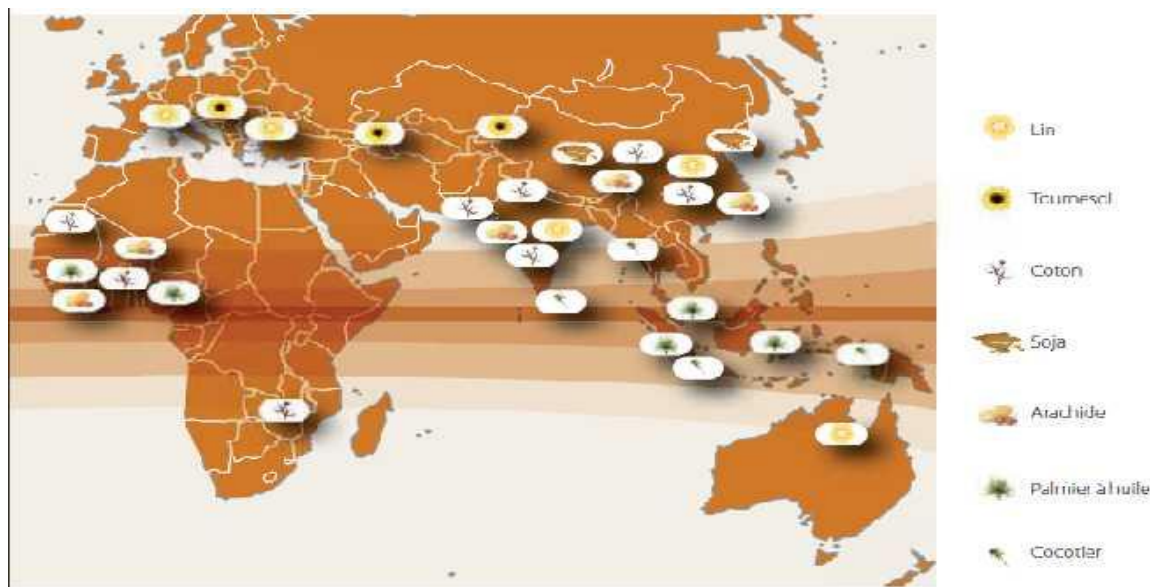 Lin
Tournesol
Coton
Soja
Arachide
Palmier à huile
Cocotier